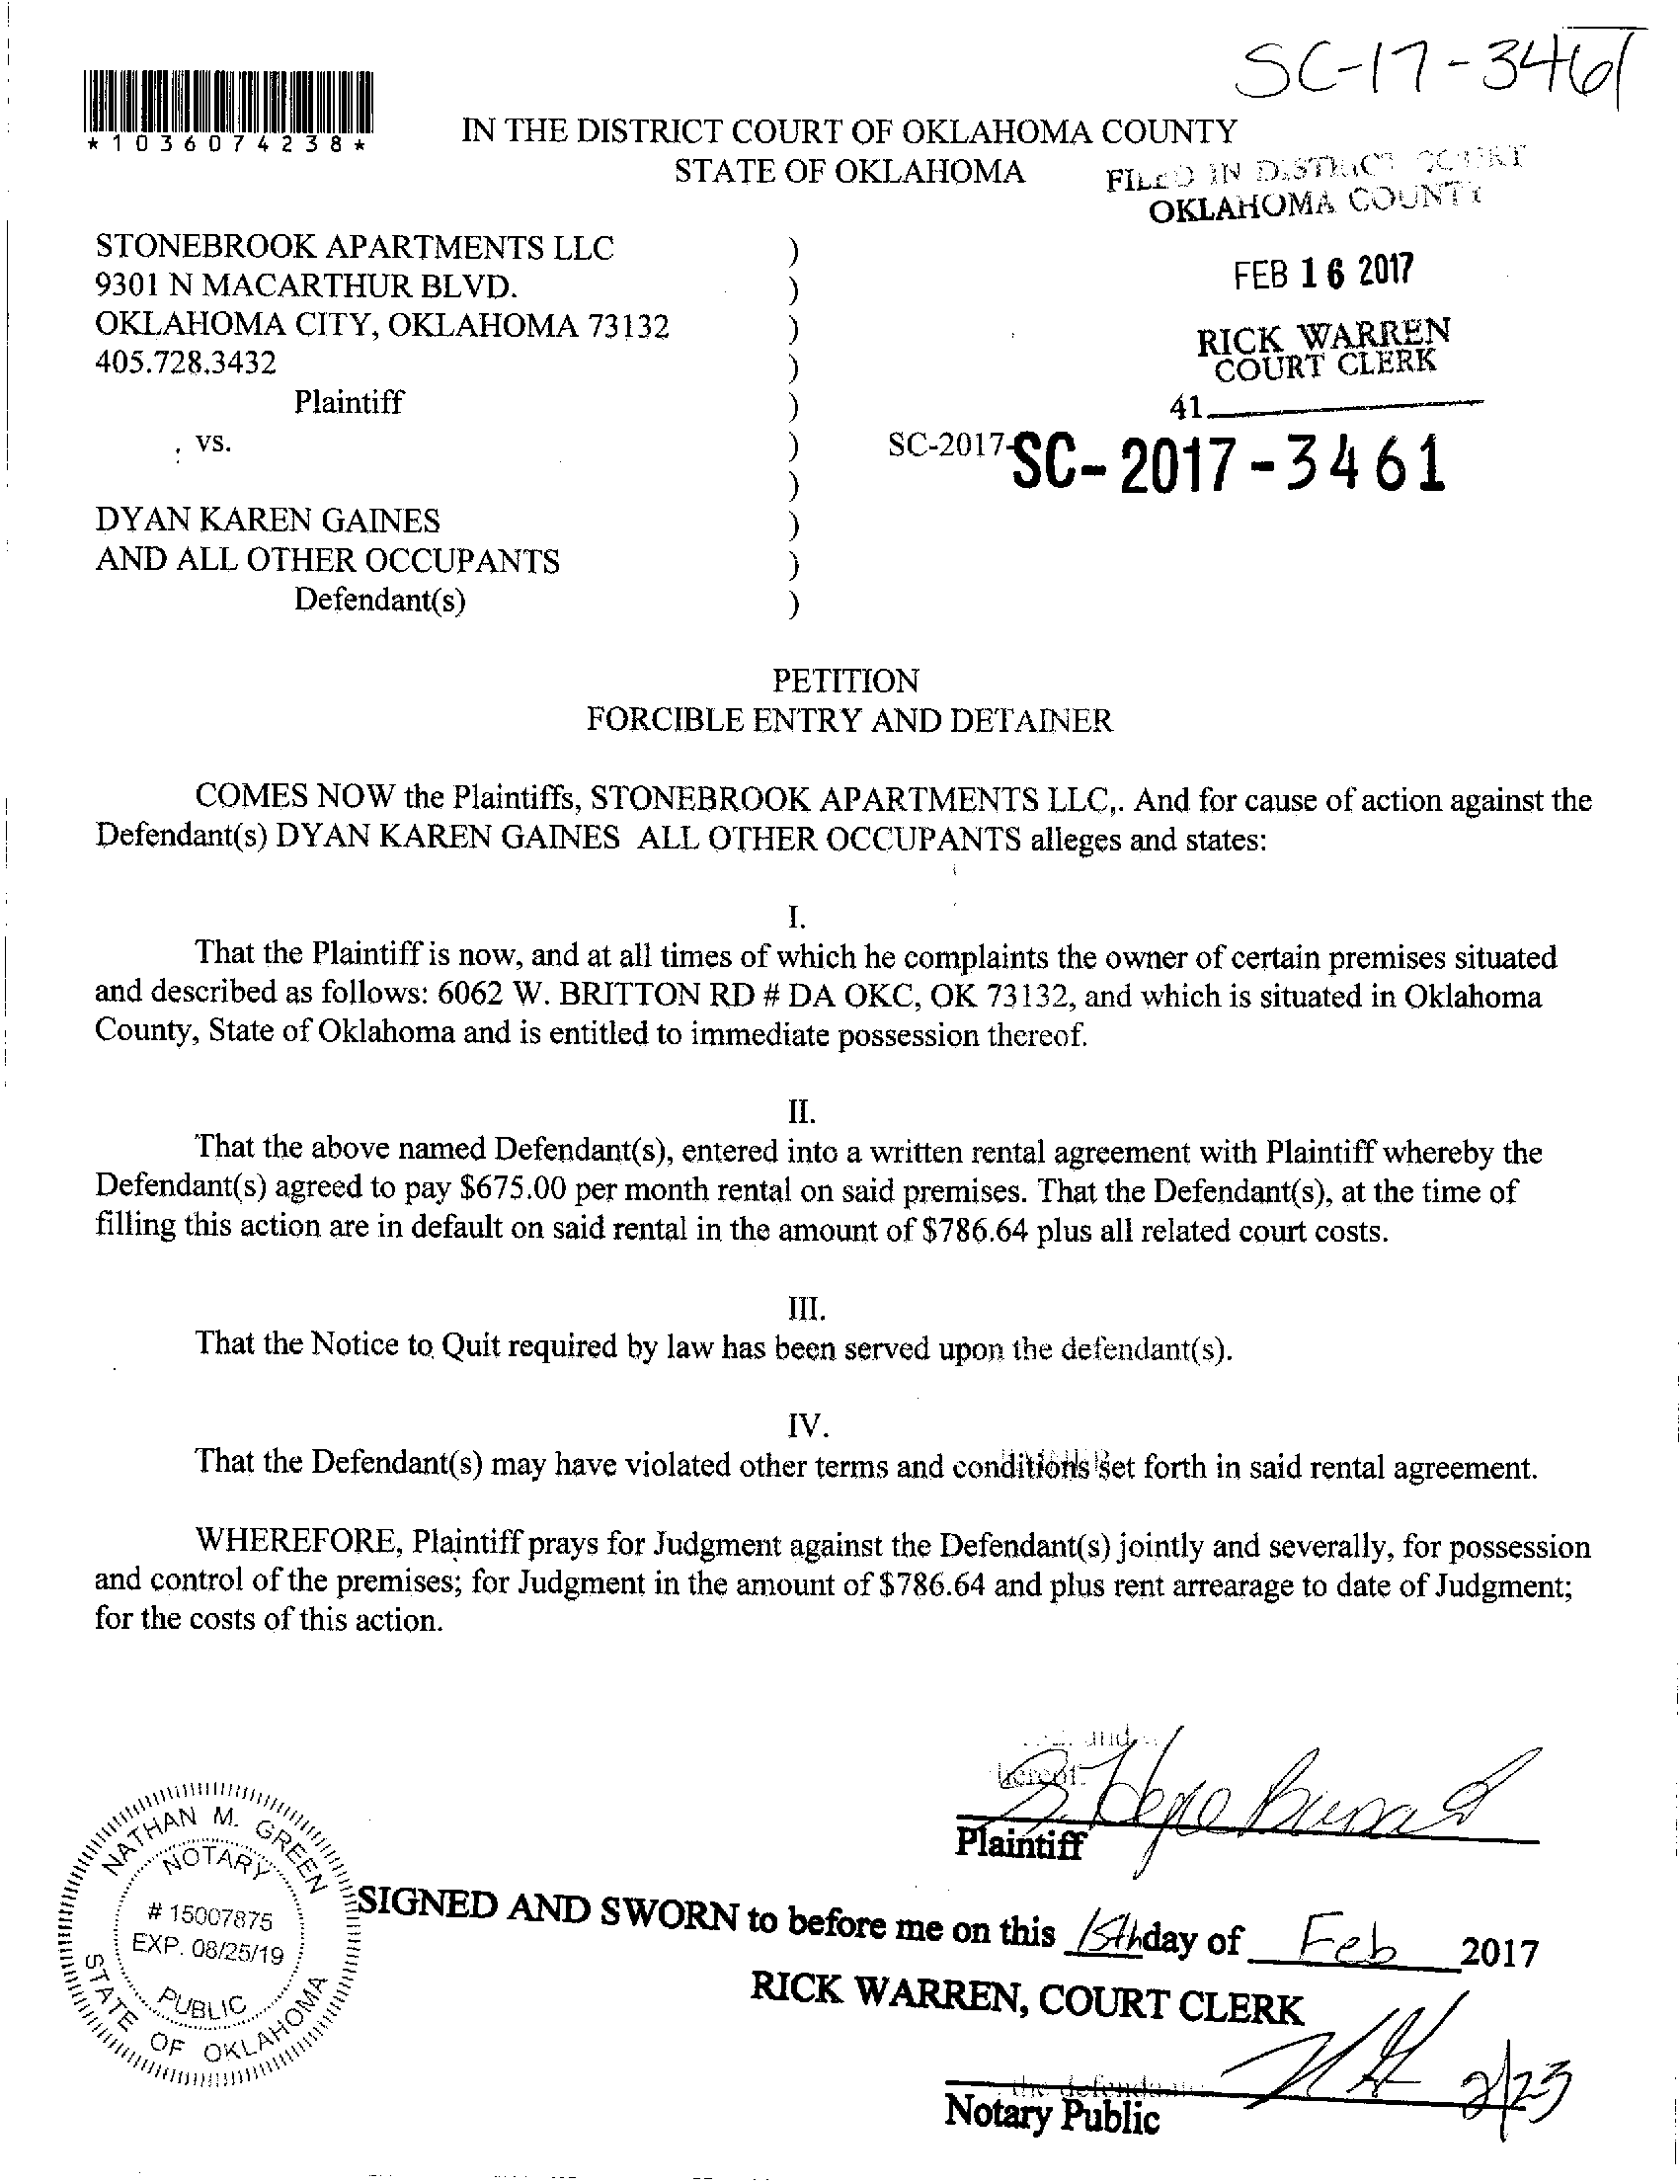 SC-17-3461
*1036074238*
IN THE DISTRICT COURT OF OKLAHOMA COUNTY
STATE OF OKLAHOMA
FILED IN DISTRICT COURT
OKLAHOMA COUNTY
STONEBROOK APARTMENTS LLC )
9301 N MACARTHUR BLVD. )
FEB 16 2017
OKLAHOMA CITY, OKLAHOMA 73132 )
RICK WARREN
405.728.3432 )
COURT CLERK
Plaintiff )
41
vs. )
SC-2017-SC-2017-3461
)
DYAN KAREN GAINES )
AND ALL OTHER OCCUPANTS )
Defendant(s) )
PETITION
FORCIBLE ENTRY AND DETAINER
COMES NOW the Plaintiffs, STONEBROOK APARTMENTS LLC,. And for cause of action against the
Defendant(s) DYAN KAREN GAINES ALL OTHER OCCUPANTS alleges and states:
I.
That the Plaintiff is now, and at all times of which he complaints the owner of certain premises situated
and described as follows: 6062 W. BRITTON RD # DA OKC, OK 73132, and which is situated in Oklahoma
County, State of Oklahoma and is entitled to immediate possession thereof.
II.
That the above named Defendant(s), entered into a written rental agreement with Plaintiff whereby the
Defendant(s) agreed to pay $675.00 per month rental on said premises. That the Defendant(s), at the time of
filling this action are in default on said rental in the amount of $786.64 plus all related court costs.
III.
That the Notice to Quit required by law has been served upon the defendant(s).
IV.
That the Defendant(s) may have violated other terms and conditions set forth in said rental agreement.
WHEREFORE, Plaintiff prays for Judgment against the Defendant(s) jointly and severally, for possession
and control of the premises; for Judgment in the amount of $786.64 and plus rent arrearage to date of Judgment;
for the costs of this action.
Plaintiff
NATHAN M. GREEN
NOTARY
# 15007875
EXP. 08/25/19
PUBLIC
STATE OF OKLAHOMA
SIGNED AND SWORN to before me on this 15th day of Feb 2017
RICK WARREN, COURT CLERK
2/23
Notary Public